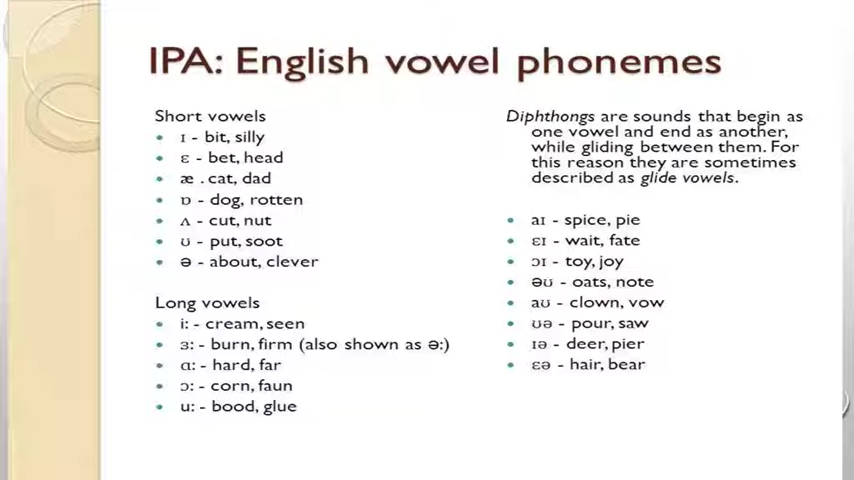 IPA: English vowel phonemes
Short vowels
• ɪ - bit, silly
• ɛ - bet, head
• æ . cat, dad
• ɒ - dog, rotten
• ʌ - cut, nut
• ʊ - put, soot
• ə - about, clever
Long vowels
• i: - cream, seen
• ɜ: - burn, firm (also shown as ə:)
• ɑ: - hard, far
• ɔ: - corn, faun
• u: - bood, glue
Diphthongs are sounds that begin as
one vowel and end as another,
while gliding between them. For
this reason they are sometimes
described as glide vowels.
• aɪ - spice, pie
• ɛɪ - wait, fate
• ɔɪ - toy, joy
• əʊ - oats, note
• aʊ - clown, vow
• ʊə - pour, saw
• ɪə - deer, pier
• ɛə - hair, bear